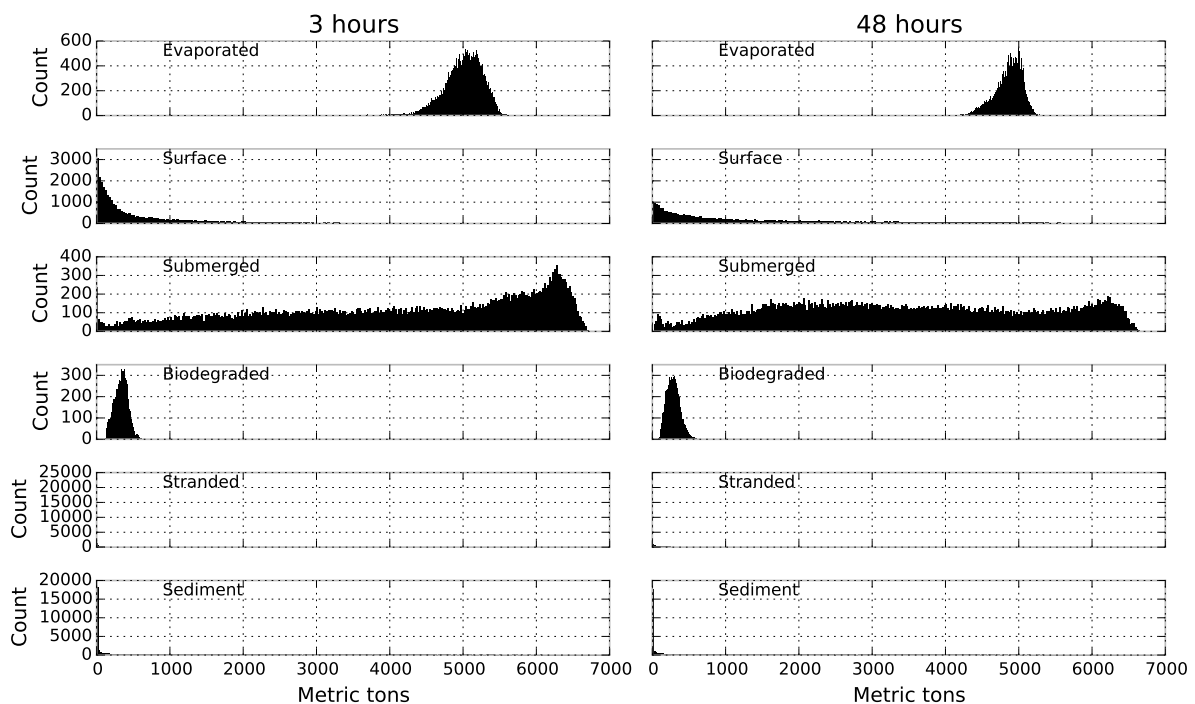 3 hours
48 hours
Count
600
400
200
0
Evaporated
Evaporated
Count
3000
2000
1000
0
Surface
Surface
Count
400
300
200
100
0
Submerged
Submerged
Count
300
200
100
0
Biodegraded
Biodegraded
Count
25000
20000
15000
10000
5000
0
Stranded
Stranded
Count
20000
15000
10000
5000
0
Sediment
Sediment
0 1000 2000 3000 4000 5000 6000 7000
0 1000 2000 3000 4000 5000 6000 7000
Metric tons
Metric tons